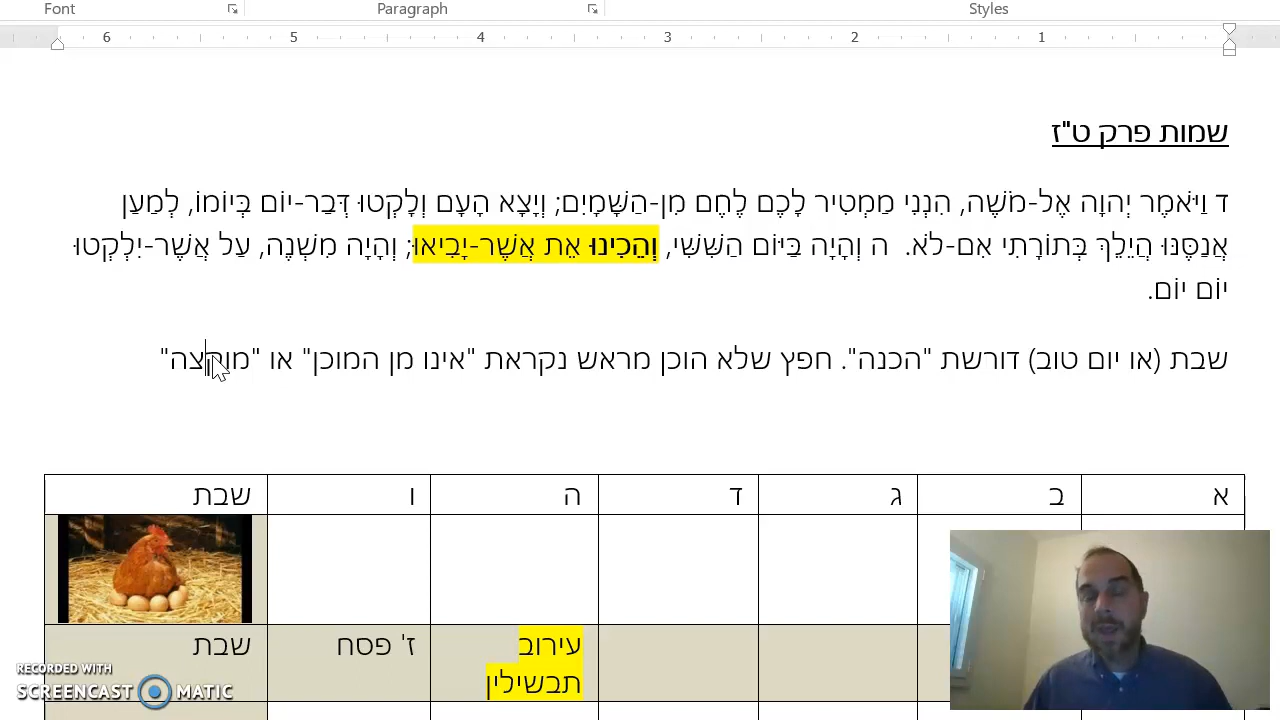 Font Paragraph Styles
6 5 4 3 2 1
שמות פרק ט"ז
ד וַיֹּאמֶר יְהוָה אֶל-מֹשֶׁה, הִנְנִי מַמְטִיר לָכֶם לֶחֶם מִן-הַשָּׁמָיִם; וְיָצָא הָעָם וְלָקְטוּ דְּבַר-יוֹם בְּיוֹמוֹ, לְמַעַן
אֲנַסֶּנּוּ הֲיֵלֵךְ בְּתוֹרָתִי אִם-לֹא. ה וְהָיָה בַּיּוֹם הַשִּׁשִּׁי, וְהֵכִינוּ אֵת אֲשֶׁר-יָבִיאוּ; וְהָיָה מִשְׁנֶה, עַל אֲשֶׁר-יִלְקְטוּ
יוֹם יוֹם.
שבת (או יום טוב) דורשת "הכנה". חפץ שלא הוכן מראש נקראת "אינו מן המוכן" או "מוקצה"
א ב ג ד ה ו שבת
עירוב ז' פסח שבת
תבשילין
RECORDED WITH
SCREENCAST MATIC